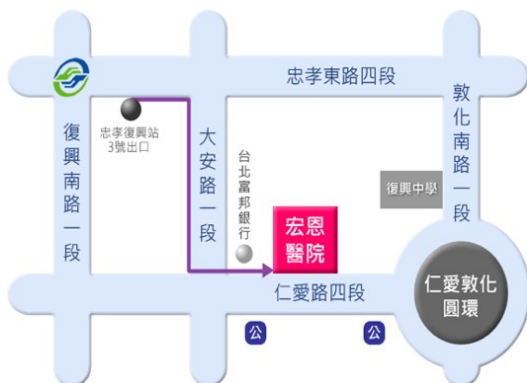 忠孝東路四段
忠孝復興站
3號出口
復興南路一段
大安路一段
台北富邦銀行
敦化南路一段
復興中學
宏恩
醫院
仁愛敦化
圓環
仁愛路四段
公
公